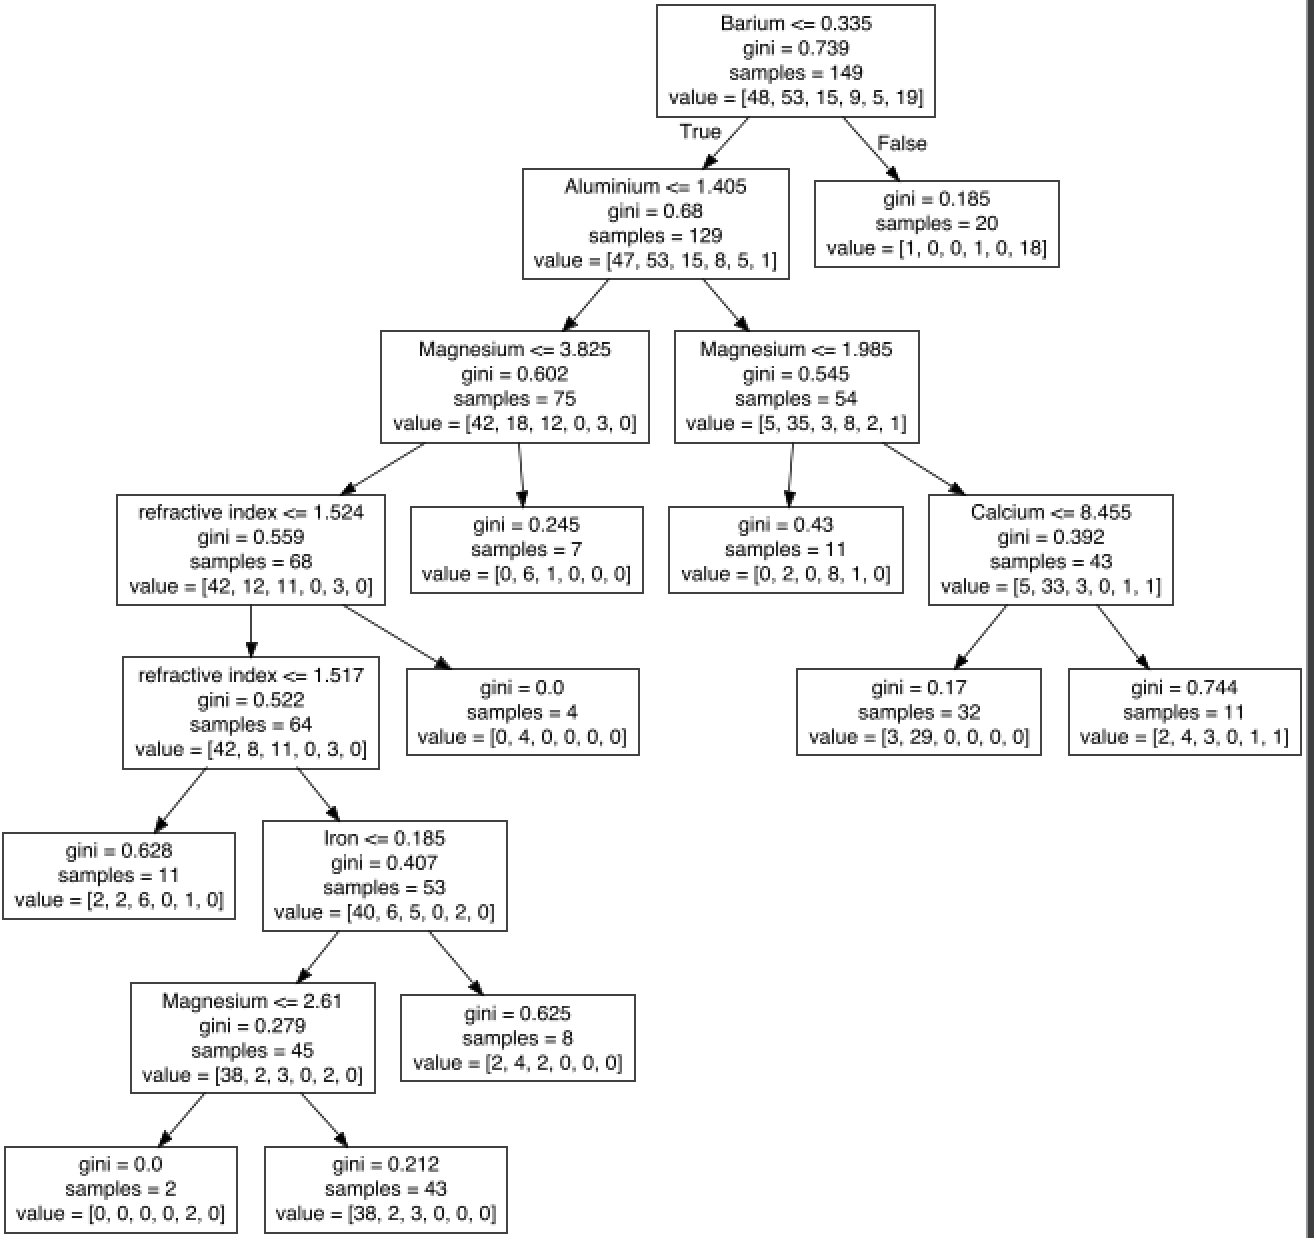 Barium <= 0.335
gini = 0.739
samples = 149
value = [48, 53, 15, 9, 5, 19]
True
False
Aluminium <= 1.405
gini = 0.68
samples = 129
value = [47, 53, 15, 8, 5, 1]
gini = 0.185
samples = 20
value = [1, 0, 0, 1, 0, 18]
Magnesium <= 3.825
gini = 0.602
samples = 75
value = [42, 18, 12, 0, 3, 0]
Magnesium <= 1.985
gini = 0.545
samples = 54
value = [5, 35, 3, 8, 2, 1]
refractive index <= 1.524
gini = 0.559
samples = 68
value = [42, 12, 11, 0, 3, 0]
gini = 0.245
samples = 7
value = [0, 6, 1, 0, 0, 0]
gini = 0.43
samples = 11
value = [0, 2, 0, 8, 1, 0]
Calcium <= 8.455
gini = 0.392
samples = 43
value = [5, 33, 3, 0, 1, 1]
refractive index <= 1.517
gini = 0.522
samples = 64
value = [42, 8, 11, 0, 3, 0]
gini = 0.0
samples = 4
value = [0, 4, 0, 0, 0, 0]
gini = 0.17
samples = 32
value = [3, 29, 0, 0, 0, 0]
gini = 0.744
samples = 11
value = [2, 4, 3, 0, 1, 1]
gini = 0.628
samples = 11
value = [2, 2, 6, 0, 1, 0]
Iron <= 0.185
gini = 0.407
samples = 53
value = [40, 6, 5, 0, 2, 0]
Magnesium <= 2.61
gini = 0.279
samples = 45
value = [38, 2, 3, 0, 2, 0]
gini = 0.625
samples = 8
value = [2, 4, 2, 0, 0, 0]
gini = 0.0
samples = 2
value = [0, 0, 0, 0, 2, 0]
gini = 0.212
samples = 43
value = [38, 2, 3, 0, 0, 0]